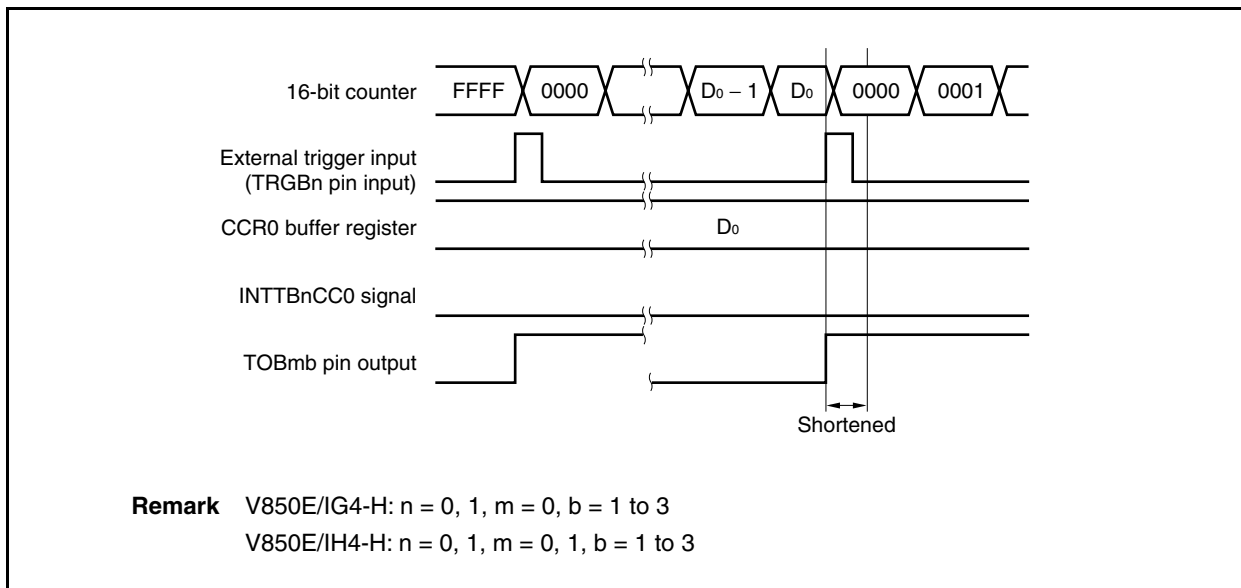 16-bit counter FFFF 0000 D0 – 1 D0 0000 0001
External trigger input
(TRGBn pin input)
CCR0 buffer register D0
INTTBnCC0 signal
TOBmb pin output
Shortened
Remark V850E/IG4-H: n = 0, 1, m = 0, b = 1 to 3
V850E/IH4-H: n = 0, 1, m = 0, 1, b = 1 to 3